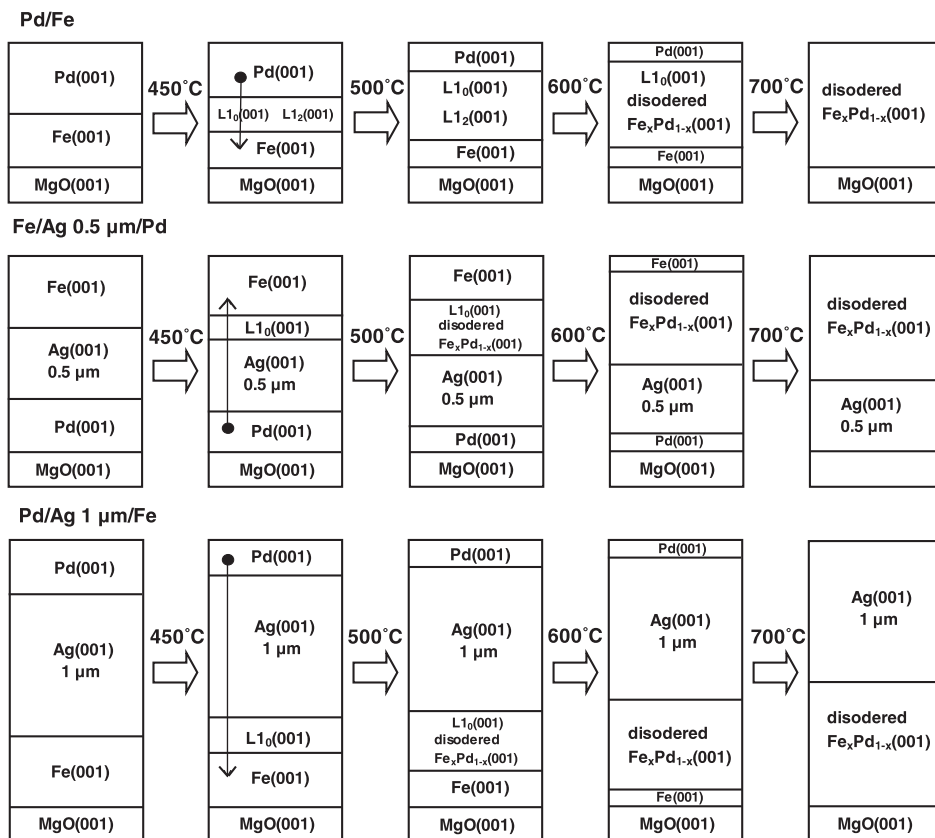 Pd/Fe
Pd(001)
Fe(001)
MgO(001)
450°C
Pd(001)
L1₀(001) L1₂(001)
Fe(001)
MgO(001)
500°C
Pd(001)
L1₀(001)
L1₂(001)
Fe(001)
MgO(001)
600°C
Pd(001)
L1₀(001)
disodered
FeₓPd₁₋ₓ(001)
Fe(001)
MgO(001)
700°C
disodered
FeₓPd₁₋ₓ(001)
MgO(001)
Fe/Ag 0.5 µm/Pd
Fe(001)
Ag(001)
0.5 µm
Pd(001)
MgO(001)
450°C
Fe(001)
L1₀(001)
Ag(001)
0.5 µm
Pd(001)
MgO(001)
500°C
Fe(001)
L1₀(001)
disodered
FeₓPd₁₋ₓ(001)
Ag(001)
0.5 µm
Pd(001)
MgO(001)
600°C
Fe(001)
disodered
FeₓPd₁₋ₓ(001)
Ag(001)
0.5 µm
Pd(001)
MgO(001)
700°C
disodered
FeₓPd₁₋ₓ(001)
Ag(001)
0.5 µm
Pd/Ag 1 µm/Fe
Pd(001)
Ag(001)
1 µm
Fe(001)
MgO(001)
450°C
Pd(001)
Ag(001)
1 µm
L1₀(001)
Fe(001)
MgO(001)
500°C
Pd(001)
Ag(001)
1 µm
L1₀(001)
disodered
FeₓPd₁₋ₓ(001)
Fe(001)
MgO(001)
600°C
Pd(001)
Ag(001)
1 µm
disodered
FeₓPd₁₋ₓ(001)
Fe(001)
MgO(001)
700°C
Ag(001)
1 µm
disodered
FeₓPd₁₋ₓ(001)
MgO(001)